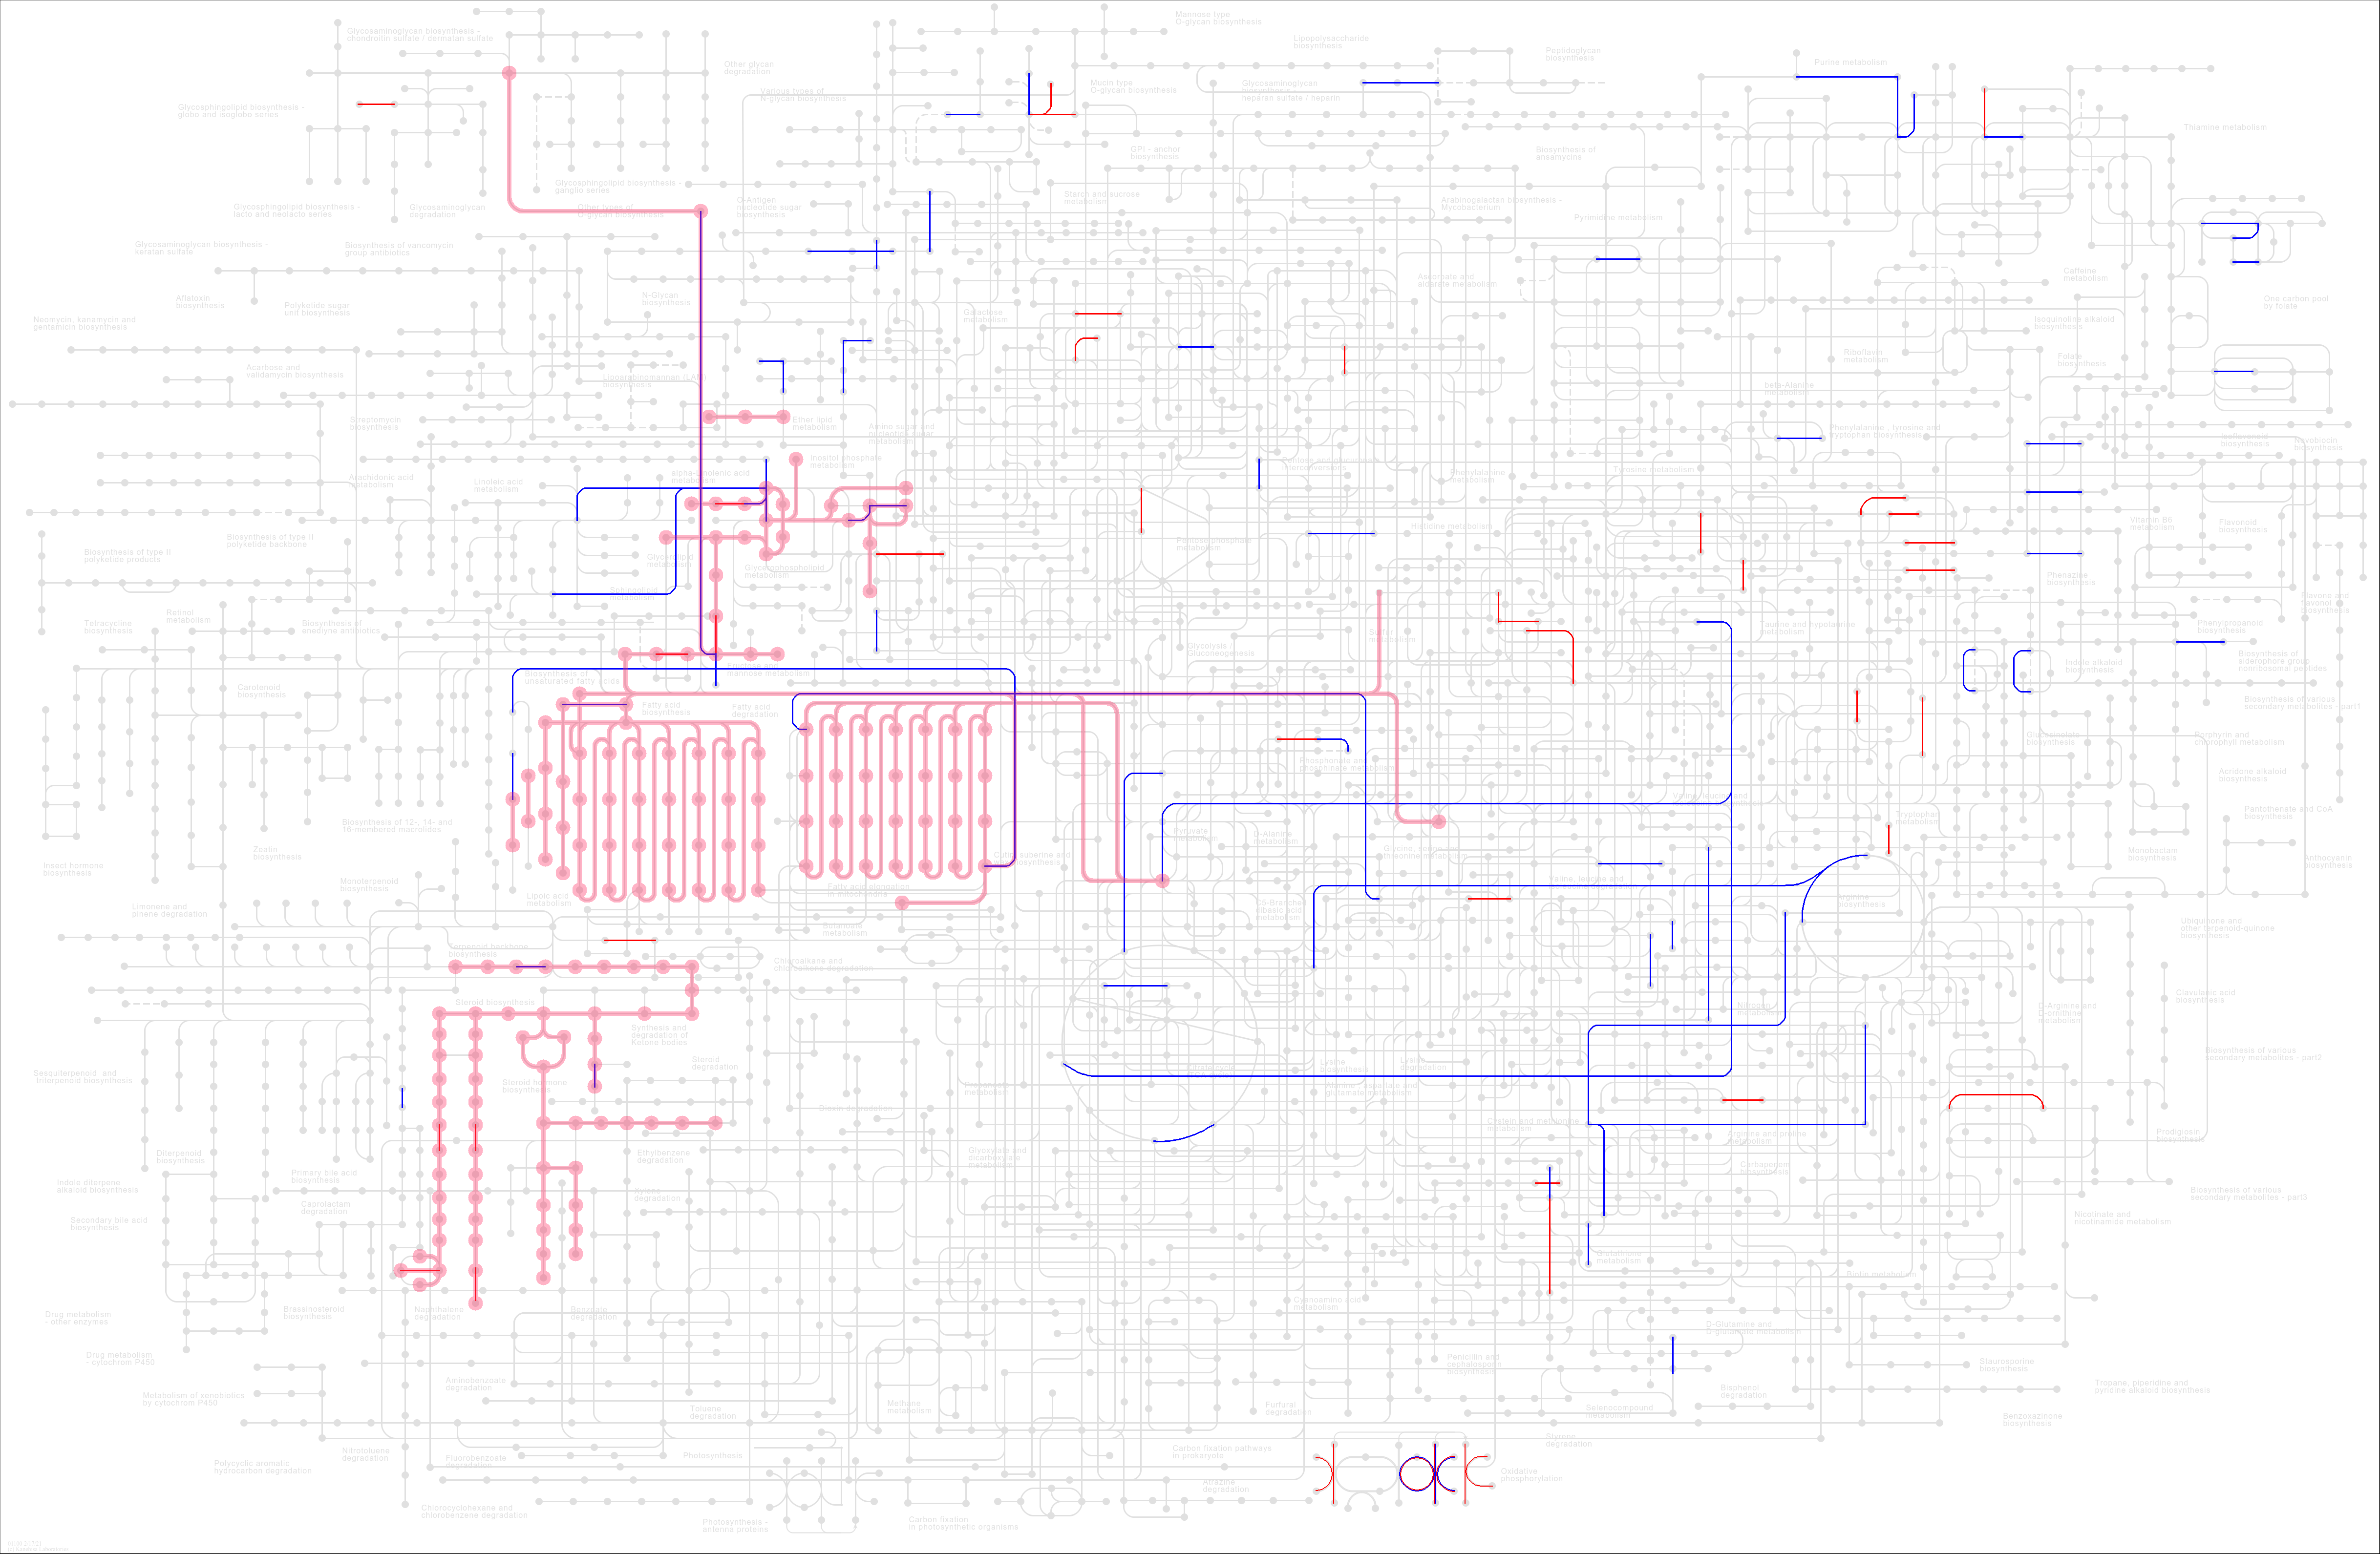 Glycosaminoglycan biosynthesis -
chondroitin sulfate / dermatan sulfate
Mannose type
O-glycan biosynthesis
Lipopolysaccharide
biosynthesis
Peptidoglycan
biosynthesis
Purine metabolism
Other glycan
degradation
Various types of
N-glycan biosynthesis
Mucin type
O-glycan biosynthesis
Glycosaminoglycan
biosynthesis -
heparan sulfate / heparin
Glycosphingolipid biosynthesis -
globo and isoglobo series
Thiamine metabolism
GPI - anchor
biosynthesis
Biosynthesis of
ansamycins
Glycosphingolipid biosynthesis -
ganglio series
Starch and sucrose
metabolism
Glycosphingolipid biosynthesis -
lacto and neolacto series
Glycosaminoglycan
degradation
Other types of
O-glycan biosynthesis
O-Antigen
nucleotide sugar
biosynthesis
Arabinogalactan biosynthesis -
Mycobacterium
Pyrimidine metabolism
Glycosaminoglycan biosynthesis -
keratan sulfate
Biosynthesis of vancomycin
group antibiotics
Ascorbate and
aldarate metabolism
Caffeine
metabolism
Aflatoxin
biosynthesis
Polyketide sugar
unit biosynthesis
N-Glycan
biosynthesis
Galactose
metabolism
One carbon pool
by folate
Neomycin, kanamycin and
gentamicin biosynthesis
Isoquinoline alkaloid
biosynthesis
Riboflavin
metabolism
Folate
biosynthesis
Acarbose and
validamycin biosynthesis
Lipoarabinomannan (LAM)
biosynthesis
beta-Alanine
metabolism
Streptomycin
biosynthesis
Ether lipid
metabolism
Amino sugar and
nucleotide sugar
metabolism
Phenylalanine , tyrosine and
tryptophan biosynthesis
Isoflavonoid
biosynthesis
Novobiocin
biosynthesis
Inositol phosphate
metabolism
interconversions
Arachidonic acid
metabolism
Linoleic acid
metabolism
alpha-Linolenic acid
metabolism
Phenylalanine
metabolism
Tyrosine metabolism
Histidine metabolism
Vitamin B6
metabolism
Flavonoid
biosynthesis
Biosynthesis of type II
polyketide backbone
Biosynthesis of type II
polyketide products
Pentose phosphate
metabolism
Glycerolipid
metabolism
Glycerophospholipid
metabolism
Phenazine
biosynthesis
Sphingolipid
metabolism
Flavone and
flavonol
biosynthesis
Retinol
metabolism
Tetracycline
biosynthesis
Biosynthesis of
enediyne antibiotics
Sulfur
metabolism
Taurine and hypotaurine
metabolism
Phenylpropanoid
biosynthesis
Glycolysis /
Gluconeogenesis
Biosynthesis of
siderophore group
nonribosomal peptides
Indole alkaloid
biosynthesis
Biosynthesis of
unsaturated fatty acids
Fructose and
mannose metabolism
Carotenoid
biosynthesis
Fatty acid
biosynthesis
Fatty acid
degradation
Biosynthesis of various
secondary metabolites - part1
Glucosinolate
biosynthesis
Porphyrin and
chlorophyll metabolism
Phosphonate and
phosphinate metabolism
Acridone alkaloid
biosynthesis
Biosynthesis of 12-, 14- and
16-membered macrolides
Pyruvate
metabolism
D-Alanine
metabolism
Tryptophan
metabolism
Pantothenate and CoA
biosynthesis
Zeatin
biosynthesis
Insect hormone
biosynthesis
Cutin, suberine and
wax biosynthesis
Glycine, serine and
threonine metabolism
Monobastam
biosynthesis
Anthocyanin
biosynthesis
Monoterpenoid
biosynthesis
Fatty acid elongation
in mitochondria
Valine, leucine and
Lipoic acid
metabolism
C5-Branched
dibasic acid
metabolism
Arginine
biosynthesis
Limonene and
pinene degradation
Butanoate
metabolism
Ubiquinone and
other terpenoid-quinone
biosynthesis
Terpenoid backbone
biosynthesis
Chloroalkane and
chloroalkene degradation
Steroid biosynthesis
Clavulanic acid
biosynthesis
D-Arginine and
D-ornithine
metabolism
Nitrogen
metabolism
Synthesis and
degradation of
Ketone bodies
Steroid
degradation
Lysine
biosynthesis
Lysine
degradation
Biosynthesis of various
secondary metabolites - part2
Sesquiterpenoid and
triterpenoid biosynthesis
Steroid hormone
biosynthesis
Propanoate
metabolism
Alanine, aspartate and
glutamate metabolism
Dioxin degradation
Cystein and methionine
metabolism
Arginine and proline
metabolism
Prodigiosin
biosynthesis
Diterpenoid
biosynthesis
Ethylbenzene
degradation
Glyoxylate and
dicarboxylate
metabolism
Carbapenem
biosynthesis
Primary bile acid
biosynthesis
Indole diterpene
alkaloid biosynthesis
Xylene
degradation
Biosynthesis of various
secondary metabolites - part3
Caprolactam
degradation
Secondary bile acid
biosynthesis
Nicotinate and
nicotinamide metabolism
Glutathione
metabolism
Biotin metabolism
Cyanoamino acid
metabolism
Drug metabolism
- other enzymes
Brassinosteroid
biosynthesis
Naphthalene
degradation
Benzoate
degradation
D-Glutamine and
D-glutamate metabolism
Drug metabolism
- cytochrom P450
Penicillin and
cephalosporin
biosynthesis
Staurosporine
biosynthesis
Aminobenzoate
degradation
Bisphenol
degradation
Tropane, piperidine and
pyridine alkaloid biosynthesis
Metabolism of xenobiotics
by cytochrom P450
Toluene
degradation
Methane
metabolism
Furfural
degradation
Selenocompound
metabolism
Benzoxazinone
biosynthesis
Styrene
degradation
Nitrotoluene
degradation
Fluorobenzoate
degradation
Photosynthesis
Carbon fixation pathways
in prokaryote
Polycyclic aromatic
hydrocarbon degradation
Oxidative
phosphorylation
Atrazine
degradation
Chlorocyclohexane and
chlorobenzene degradation
Photosynthesis -
antenna proteins
Carbon fixation
in photosynthetic organisms